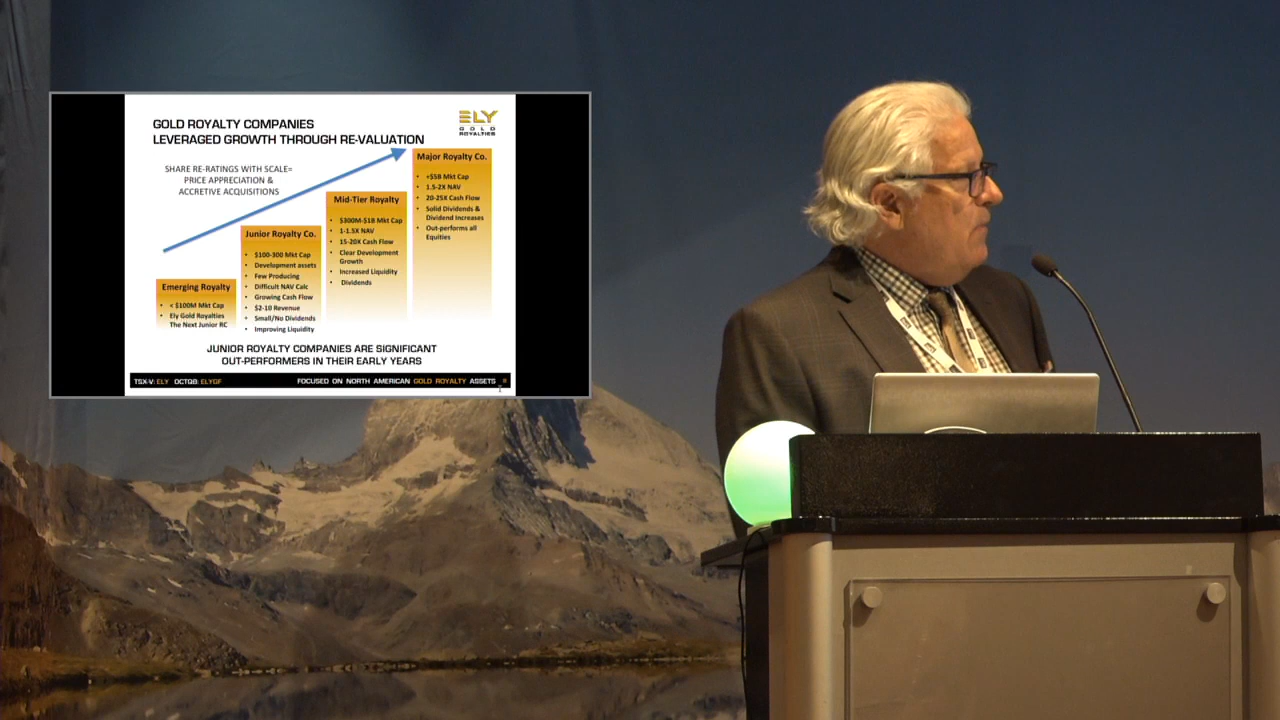 GOLD ROYALTY COMPANIES
LEVERAGED GROWTH THROUGH RE-VALUATION
ELY
GOLD
ROYALTIES
SHARE RE-RATINGS WITH SCALE=
PRICE APPRECIATION &
ACCRETIVE ACQUISITIONS
Emerging Royalty
• < $100M Mkt Cap
• Ely Gold Royalties
The Next Junior RC
Junior Royalty Co.
• $100-300 Mkt Cap
• Development assets
• Few Producing
• Difficult NAV Calc
• Growing Cash Flow
• $2-10 Revenue
• Small/No Dividends
• Improving Liquidity
Mid-Tier Royalty
• $300M-$1B Mkt Cap
• 1-1.5X NAV
• 15-20X Cash Flow
• Clear Development
Growth
• Increased Liquidity
• Dividends
Major Royalty Co.
• +$5B Mkt Cap
• 1.5-2X NAV
• 20-25X Cash Flow
• Solid Dividends &
Dividend Increases
• Out-performs all
Equities
JUNIOR ROYALTY COMPANIES ARE SIGNIFICANT
OUT-PERFORMERS IN THEIR EARLY YEARS
TSX-V: ELY OCTQB: ELYGF FOCUSED ON NORTH AMERICAN GOLD ROYALTY ASSETS